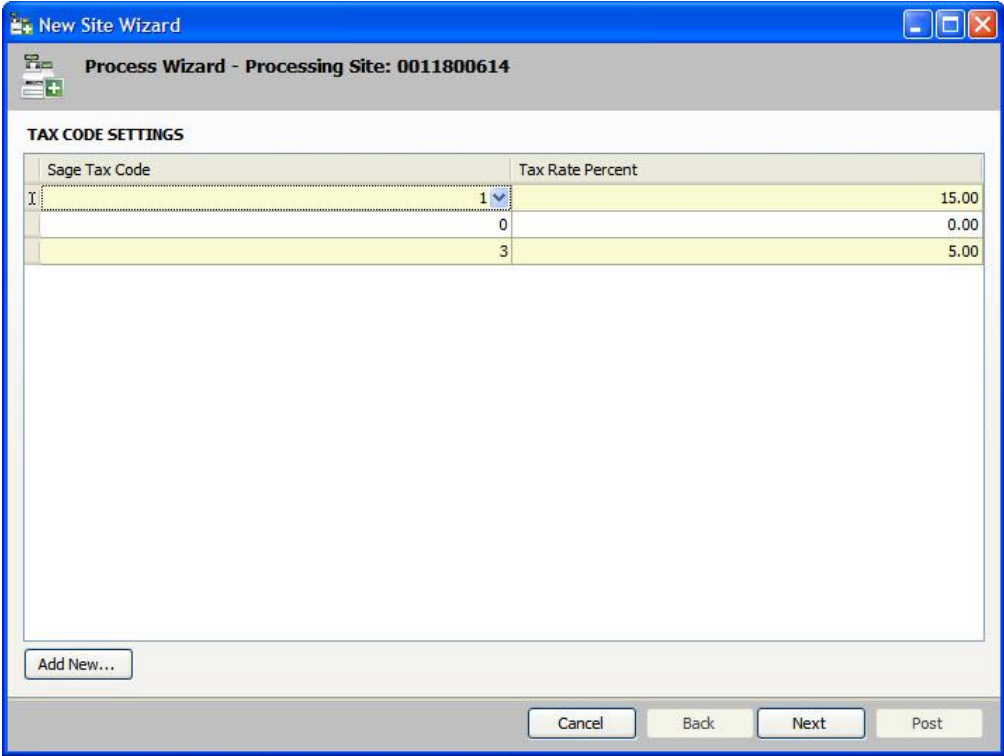 New Site Wizard
Process Wizard - Processing Site: 0011800614
TAX CODE SETTINGS
Sage Tax Code Tax Rate Percent
1 15.00
0 0.00
3 5.00
Add New...
Cancel Back Next Post